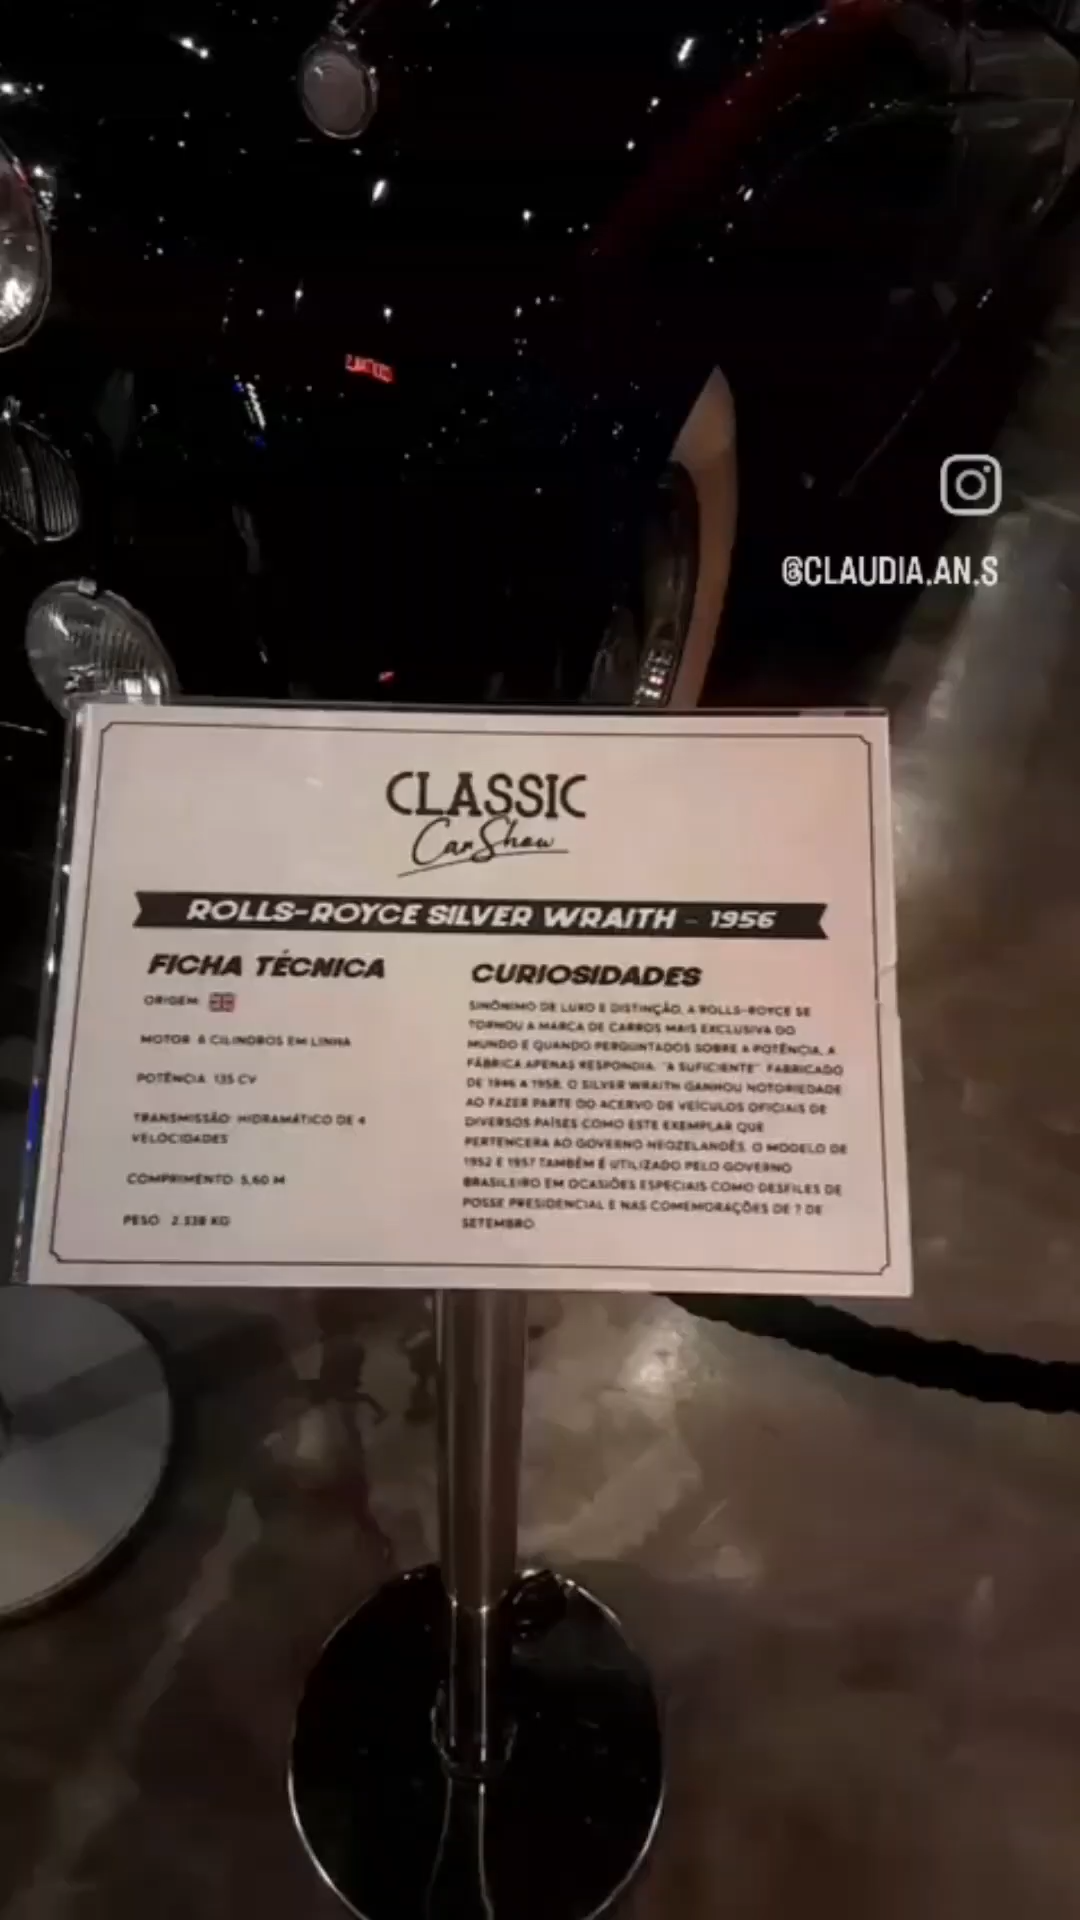 @CLAUDIA.AN.S
CLASSIC
Car Show
ROLLS-ROYCE SILVER WRAITH - 1956
FICHA TÉCNICA
ORIGEM:
MOTOR: 6 CILINDROS EM LINHA
POTÊNCIA: 135 CV
TRANSMISSÃO: HIDRAMÁTICO DE 4
VELOCIDADES
COMPRIMENTO: 5,60 M
PESO: 2.338 KG
CURIOSIDADES
SINÔNIMO DE LUXO E DISTINÇÃO, A ROLLS-ROYCE SE
TORNOU A MARCA DE CARROS MAIS EXCLUSIVA DO
MUNDO E QUANDO PERGUNTADOS SOBRE A POTÊNCIA, A
FÁBRICA APENAS RESPONDIA: "A SUFICIENTE". FABRICADO
DE 1946 A 1958, O SILVER WRAITH GANHOU NOTORIEDADE
AO FAZER PARTE DO ACERVO DE VEÍCULOS OFICIAIS DE
DIVERSOS PAÍSES COMO ESTE EXEMPLAR QUE
PERTENCERA AO GOVERNO NEOZELANDÊS. O MODELO DE
1952 E 1957 TAMBÉM É UTILIZADO PELO GOVERNO
BRASILEIRO EM OCASIÕES ESPECIAIS COMO DESFILES DE
POSSE PRESIDENCIAL E NAS COMEMORAÇÕES DE 7 DE
SETEMBRO